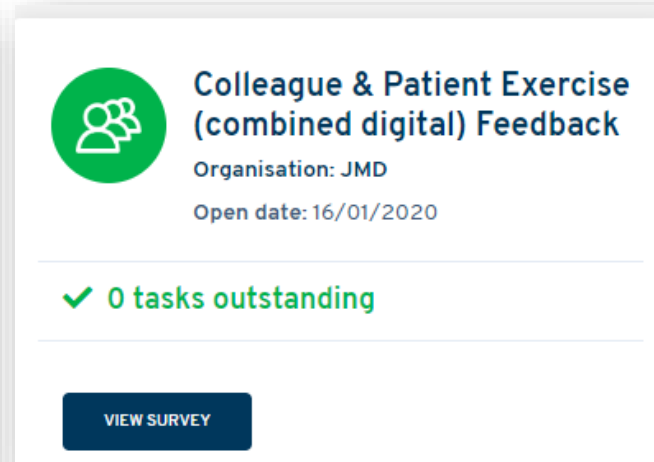 Colleague & Patient Exercise
(combined digital) Feedback
Organisation: JMD
Open date: 16/01/2020
0 tasks outstanding
VIEW SURVEY